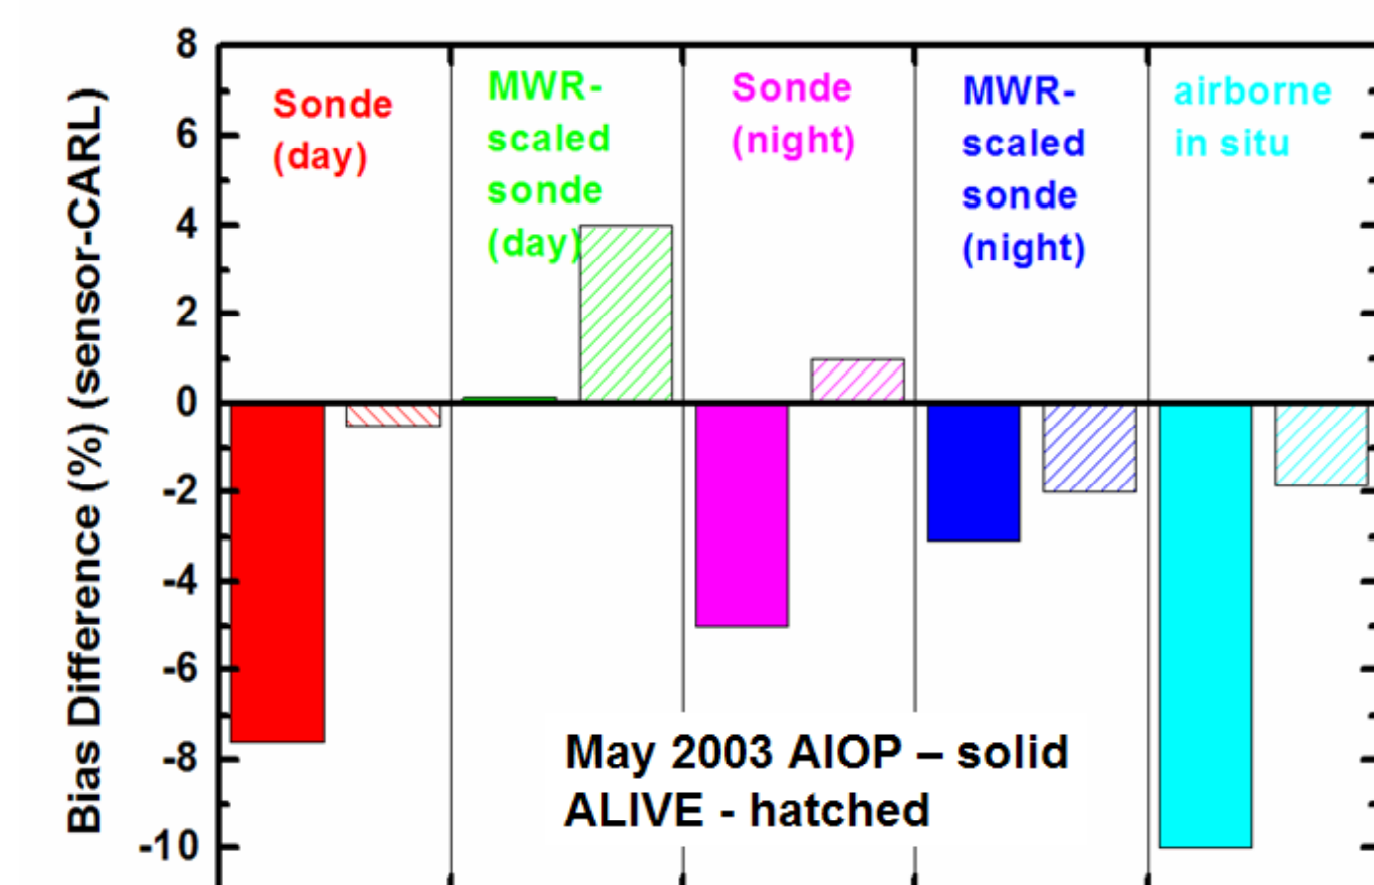 Bias Difference (%) (sensor-CARL)
8
6
4
2
0
-2
-4
-6
-8
-10
Sonde
(day)
MWR-
scaled
sonde
(day)
Sonde
(night)
MWR-
scaled
sonde
(night)
airborne
in situ
May 2003 AIOP – solid
ALIVE - hatched